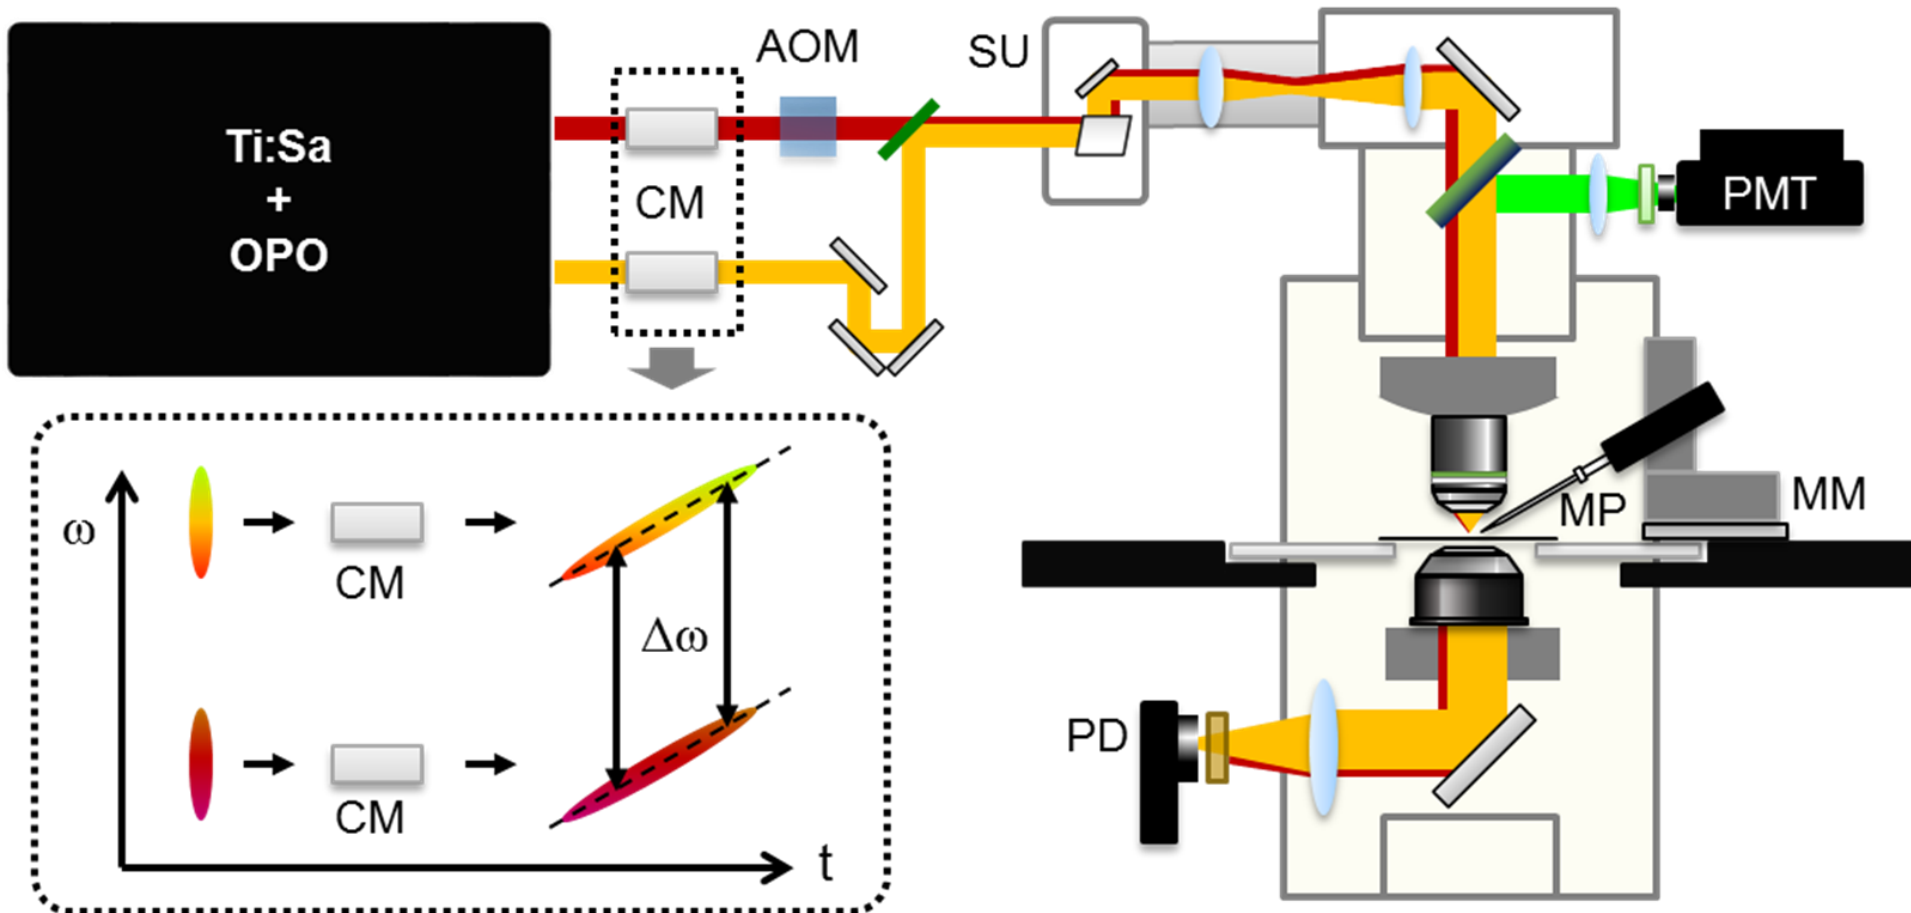 Ti:Sa
+
OPO
CM
AOM
SU
PMT
MP
MM
PD
ω
CM
Δω
CM
t